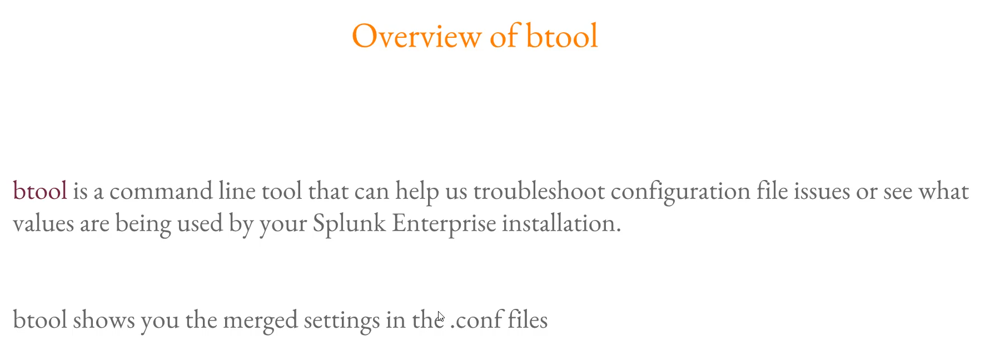 Overview of btool
btool is a command line tool that can help us troubleshoot configuration file issues or see what
values are being used by your Splunk Enterprise installation.
btool shows you the merged settings in the .conf files